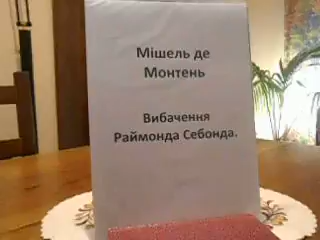 Мішель де
Монтень
Вибачення
Раймонда Себонда.